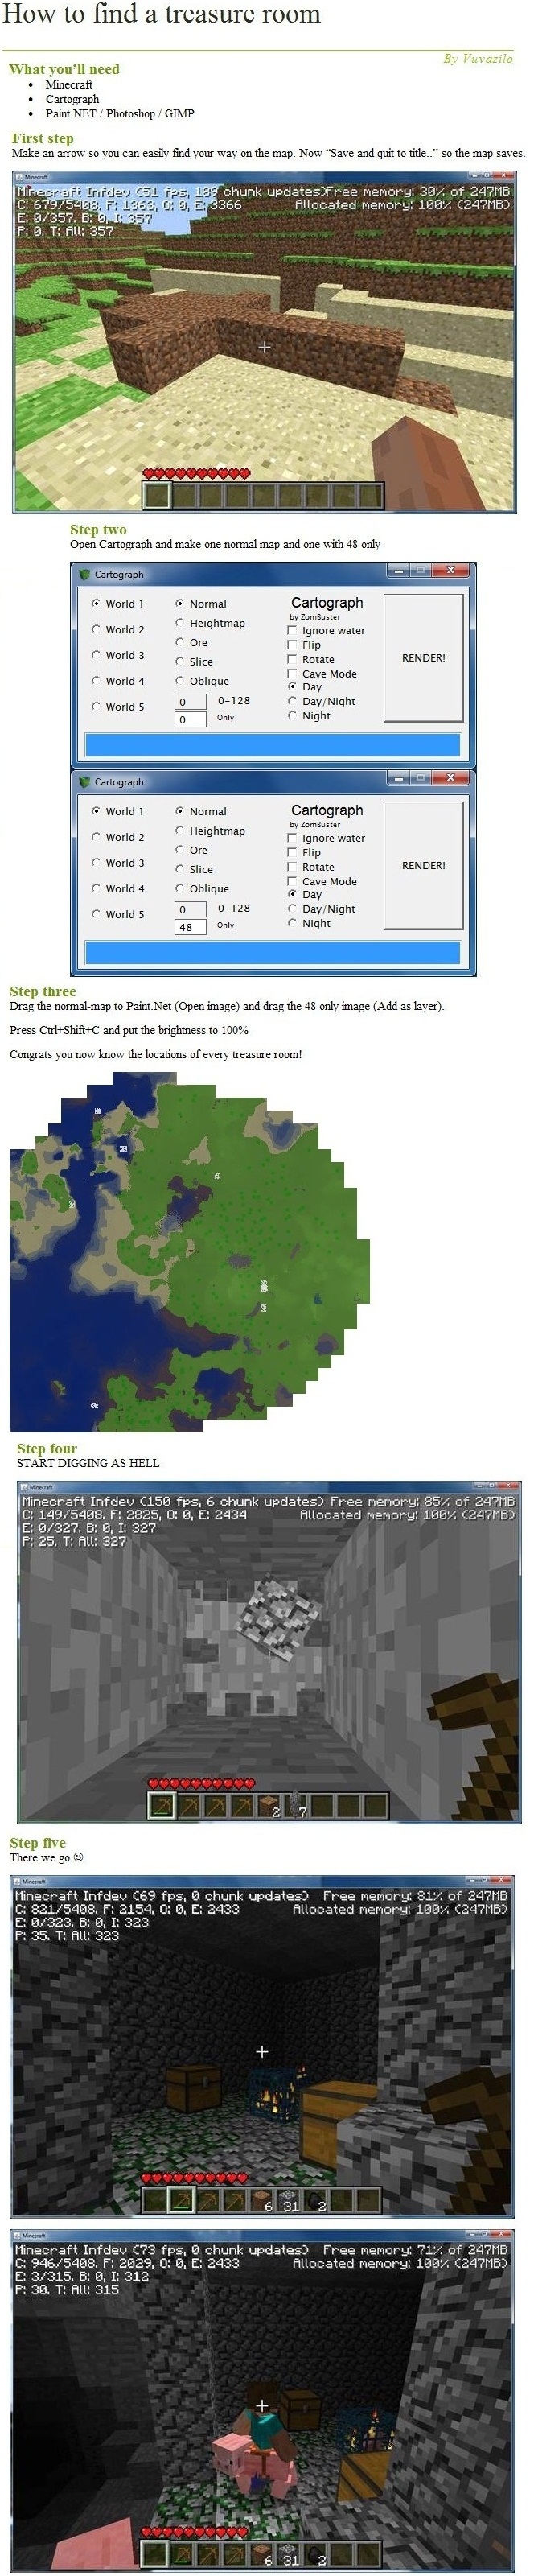 How to find a treasure room
By Vuvazilo
What you'll need
• Minecraft
• Cartograph
• Paint.NET / Photoshop / GIMP
First step
Make an arrow so you can easily find your way on the map. Now “Save and quit to title..” so the map saves.
Minecraft
Minecraft Infdev (51 fps, 189 chunk updates) Free memory: 30% of 247MB
C: 679/5408. F: 1363, O: 0, E: 3366 Allocated memory: 100% (247MB)
E: 0/357. B: 0, I: 357
P: 0. T: All: 357
Step two
Open Cartograph and make one normal map and one with 48 only
Cartograph
World 1 Normal Cartograph
by ZomBuster
World 2 Heightmap Ignore water
Ore Flip
World 3 Slice Rotate RENDER!
World 4 Oblique Cave Mode
Day
World 5 0 0-128 Day/Night
0 Only Night
Cartograph
World 1 Normal Cartograph
by ZomBuster
World 2 Heightmap Ignore water
Ore Flip
World 3 Slice Rotate RENDER!
World 4 Oblique Cave Mode
Day
World 5 0 0-128 Day/Night
48 Only Night
Step three
Drag the normal-map to Paint.Net (Open image) and drag the 48 only image (Add as layer).
Press Ctrl+Shift+C and put the brightness to 100%
Congrats you now know the locations of every treasure room!
Step four
START DIGGING AS HELL
Minecraft
Minecraft Infdev (150 fps, 6 chunk updates) Free memory: 85% of 247MB
C: 149/5408. F: 2825, O: 0, E: 2434 Allocated memory: 100% (247MB)
E: 0/327. B: 0, I: 327
P: 25. T: All: 327
2 7
Step five
There we go ☺
Minecraft
Minecraft Infdev (69 fps, 0 chunk updates) Free memory: 81% of 247MB
C: 821/5408. F: 2154, O: 0, E: 2433 Allocated memory: 100% (247MB)
E: 0/323. B: 0, I: 323
P: 35. T: All: 323
6 31 2
Minecraft
Minecraft Infdev (73 fps, 0 chunk updates) Free memory: 71% of 247MB
C: 946/5408. F: 2029, O: 0, E: 2433 Allocated memory: 100% (247MB)
E: 3/315. B: 0, I: 312
P: 30. T: All: 315
6 31 2